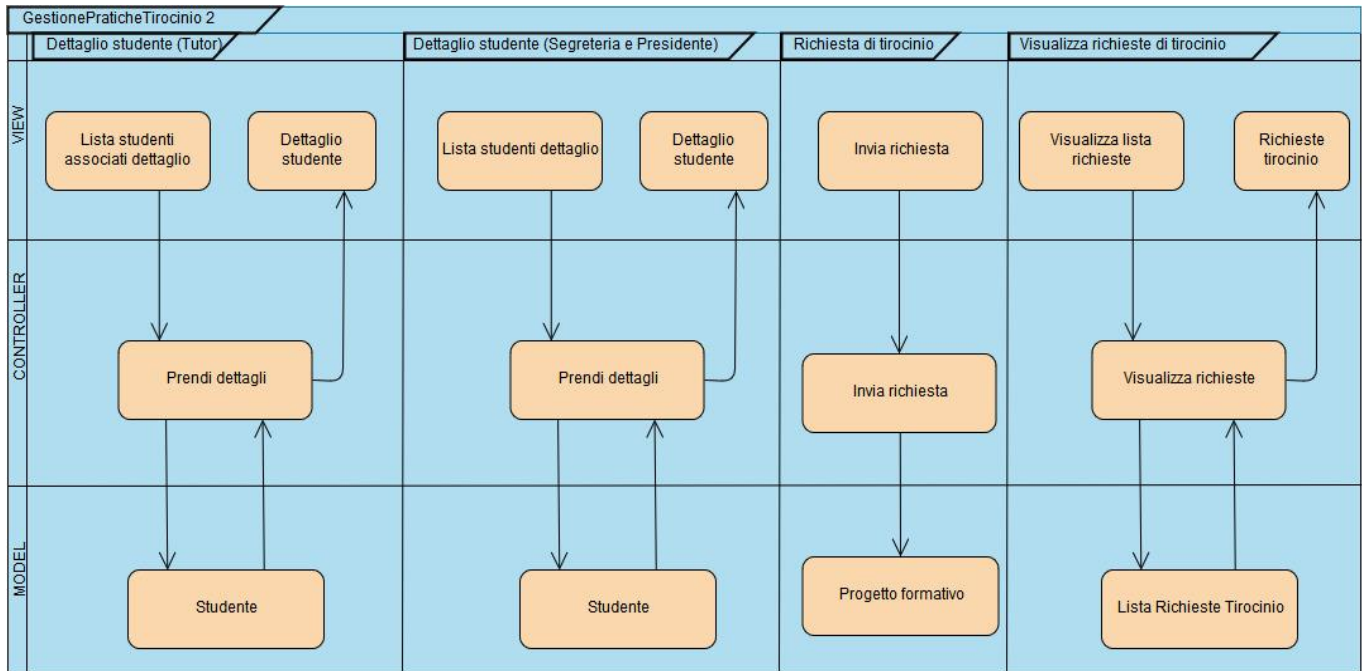 GestionePraticheTirocinio 2
Dettaglio studente (Tutor)
Dettaglio studente (Segreteria e Presidente)
Richiesta di tirocinio
Visualizza richieste di tirocinio
VIEW
Lista studenti
associati dettaglio
Dettaglio
studente
Lista studenti dettaglio
Dettaglio
studente
Invia richiesta
Visualizza lista
richieste
Richieste
tirocinio
CONTROLLER
Prendi dettagli
Prendi dettagli
Invia richiesta
Visualizza richieste
MODEL
Studente
Studente
Progetto formativo
Lista Richieste Tirocinio